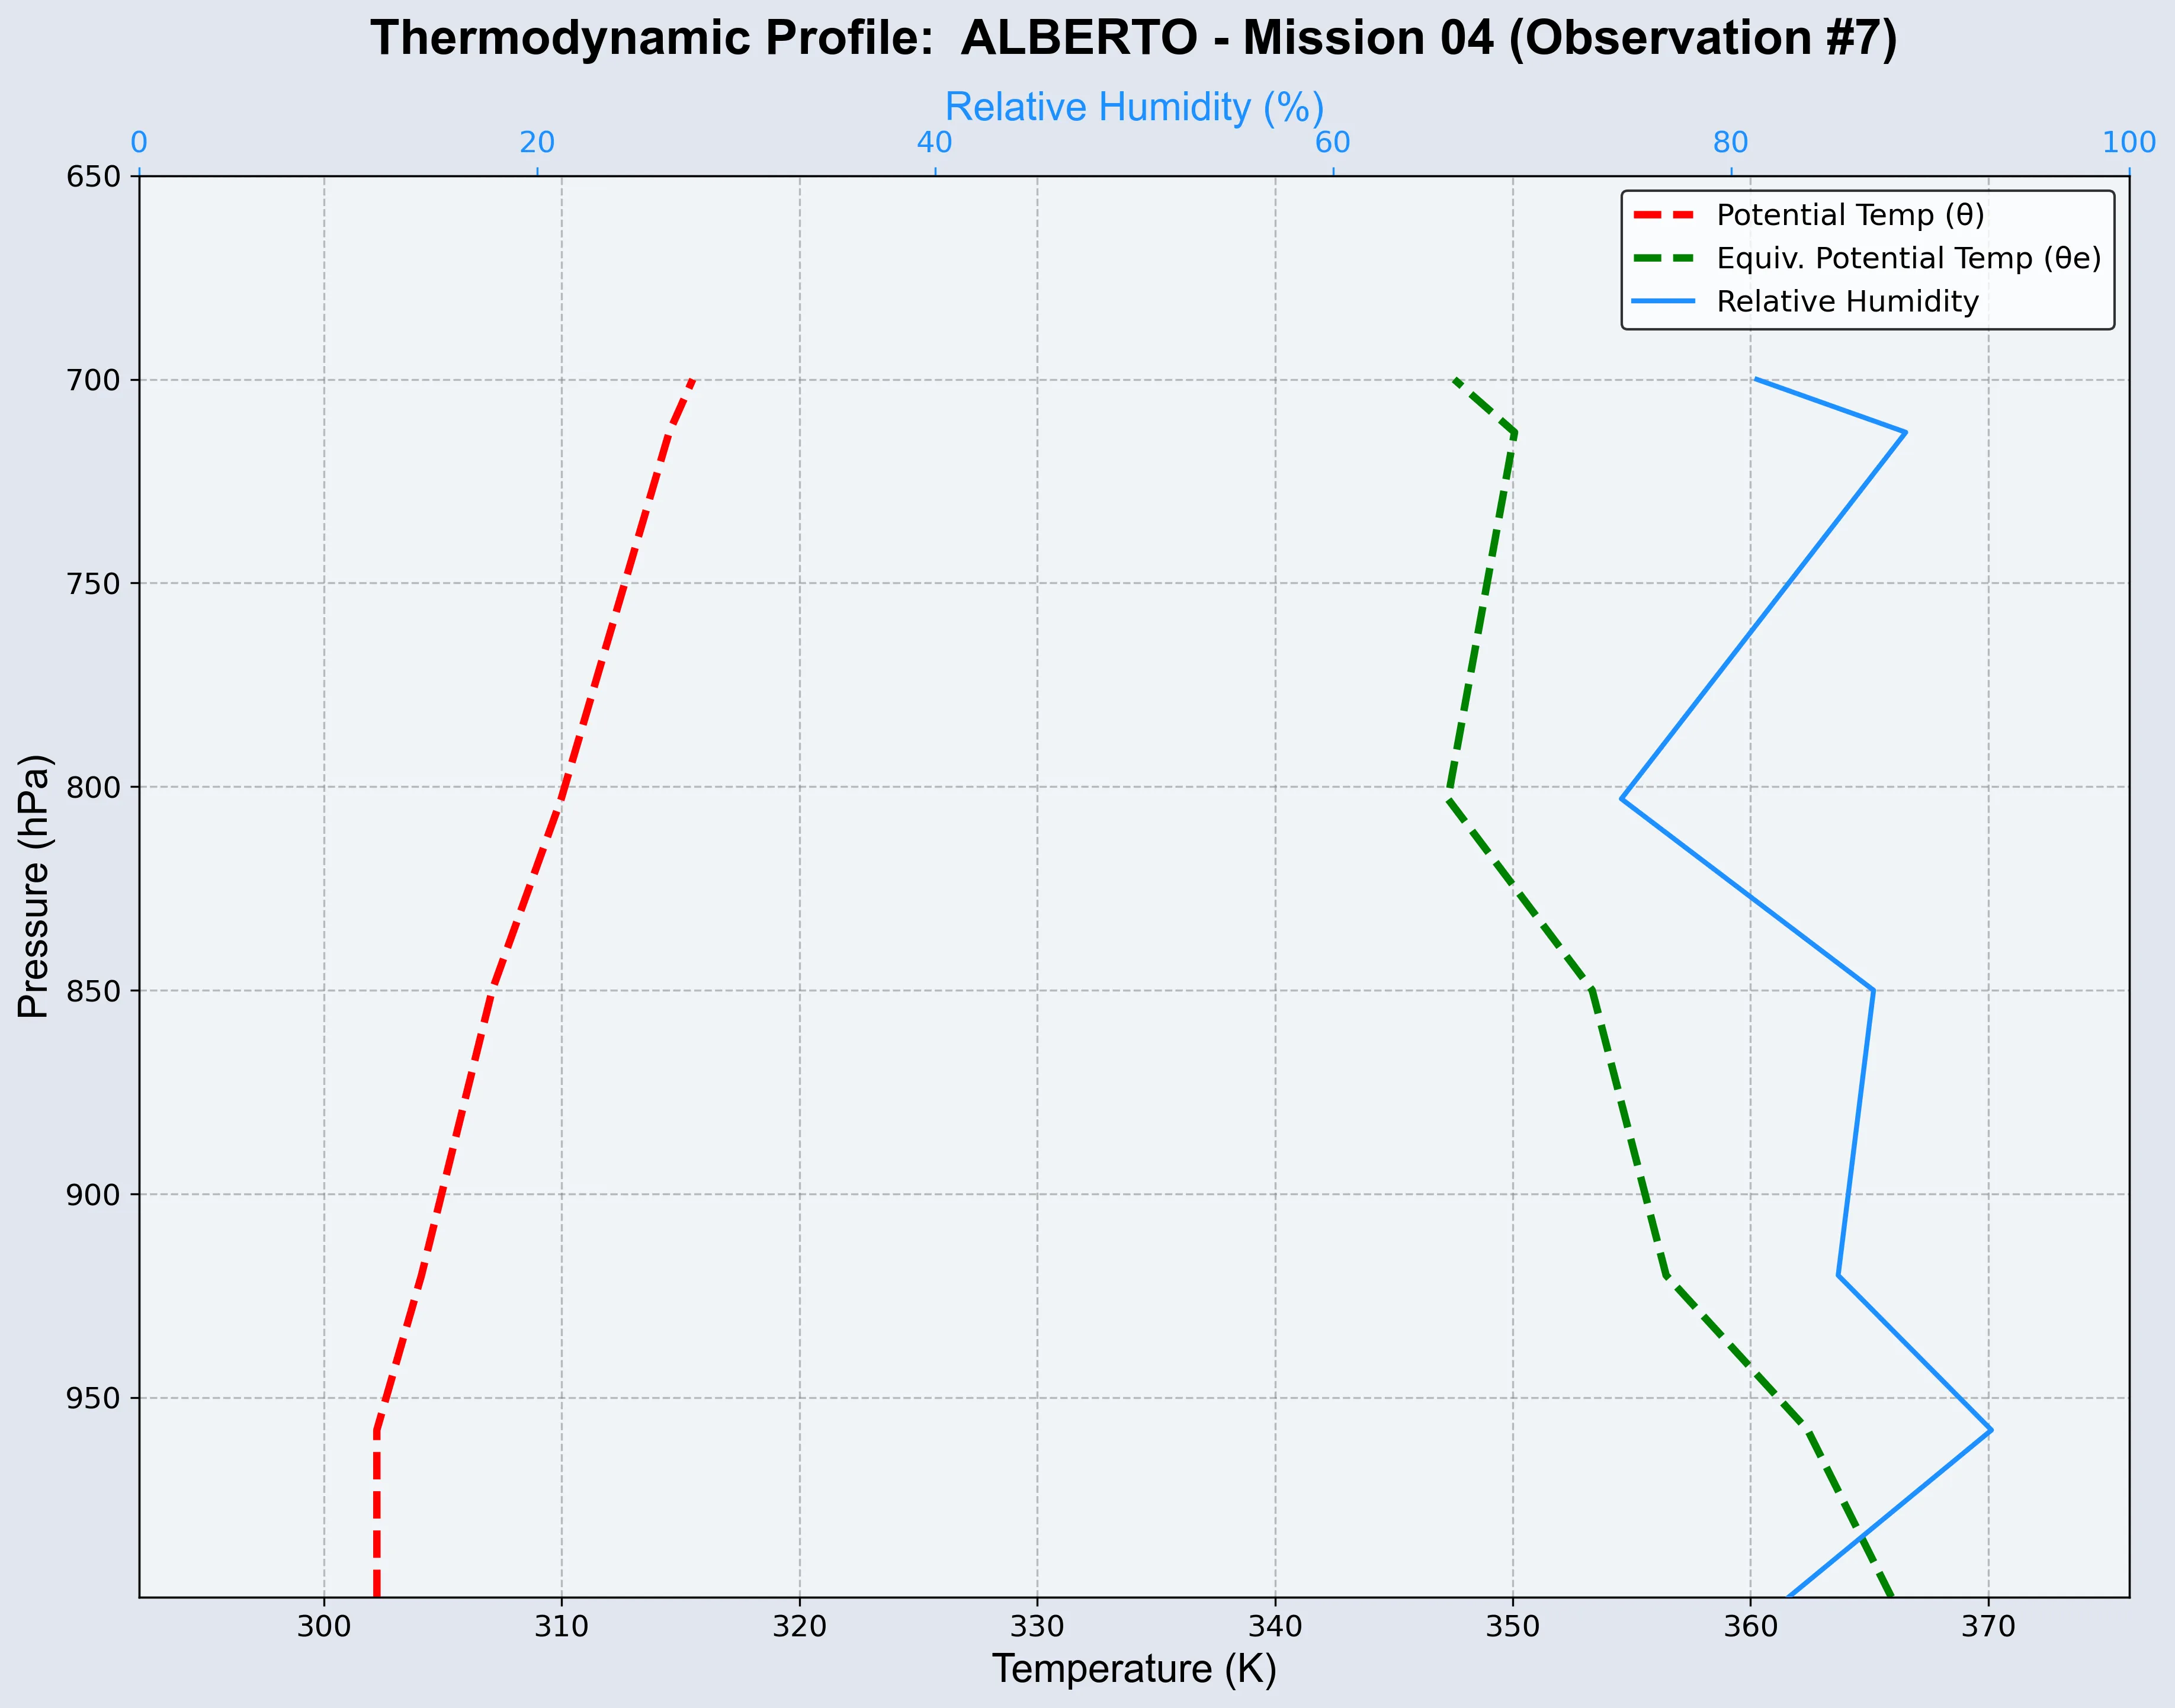 Thermodynamic Profile:  ALBERTO - Mission 04 (Observation #7)
Relative Humidity (%)
0 20 40 60 80 100
Potential Temp (θ)
Equiv. Potential Temp (θe)
Relative Humidity
Pressure (hPa)
650
700
750
800
850
900
950
300 310 320 330 340 350 360 370
Temperature (K)